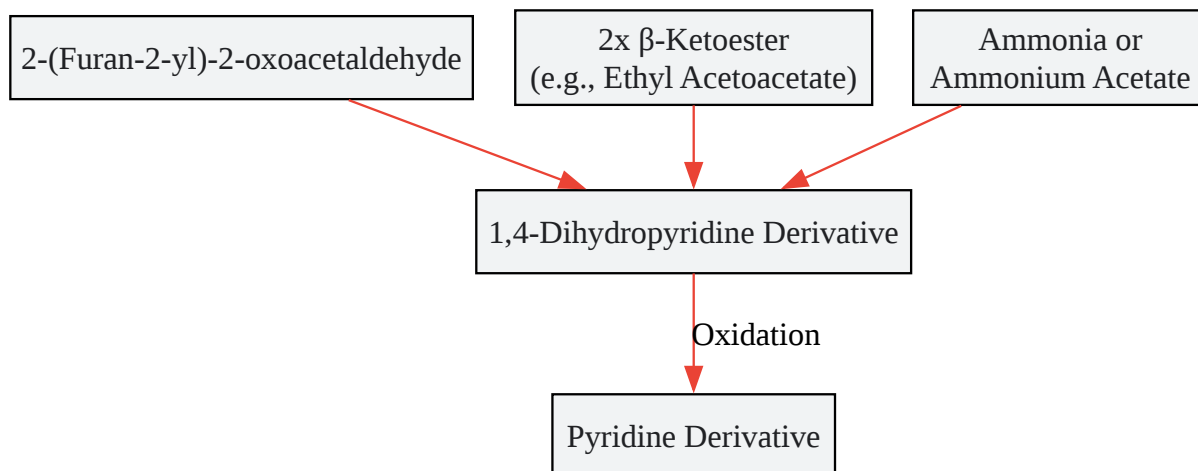 2-(Furan-2-yl)-2-oxoacetaldehyde
2x β-Ketoester
(e.g., Ethyl Acetoacetate)
Ammonia or
Ammonium Acetate
1,4-Dihydropyridine Derivative
Oxidation
Pyridine Derivative